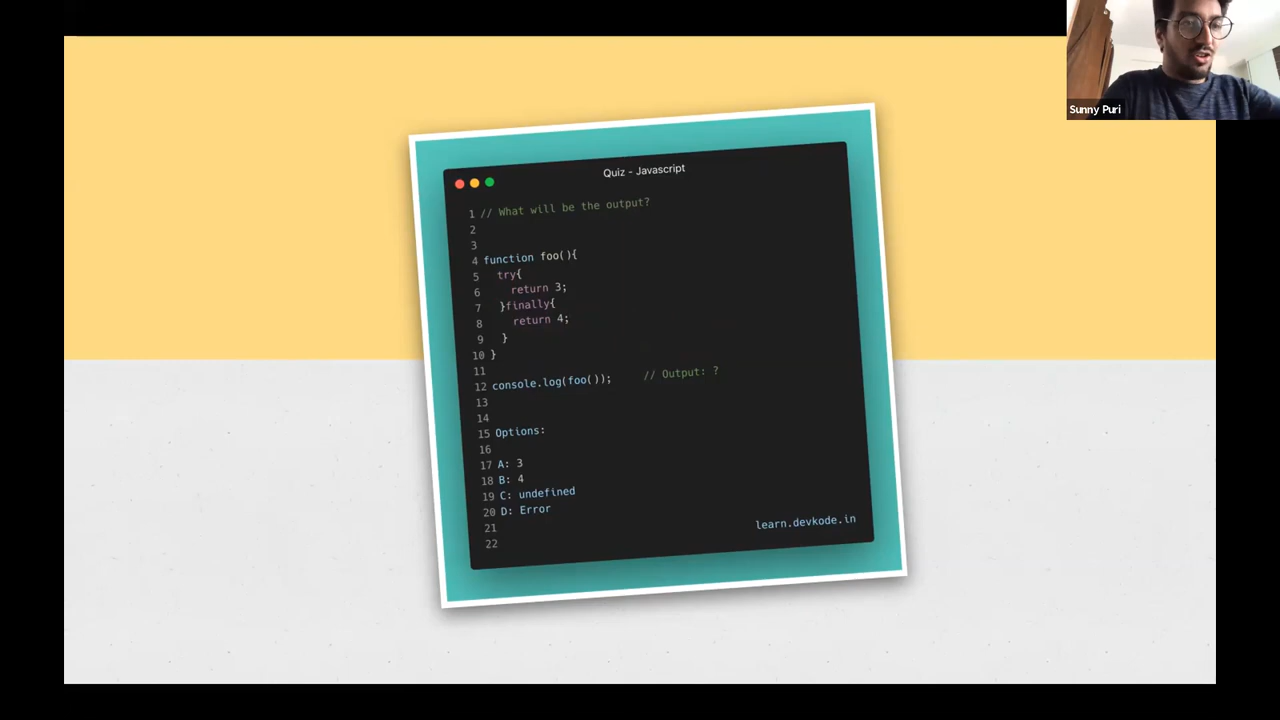 Sunny Puri
Quiz - Javascript
1 // What will be the output?
2
3
4 function foo(){
5 try{
6 return 3;
7 }finally{
8 return 4;
9 }
10 }
11
12 console.log(foo()); // Output: ?
13
14
15 Options:
16
17 A: 3
18 B: 4
19 C: undefined
20 D: Error
21
22
learn.devkode.in